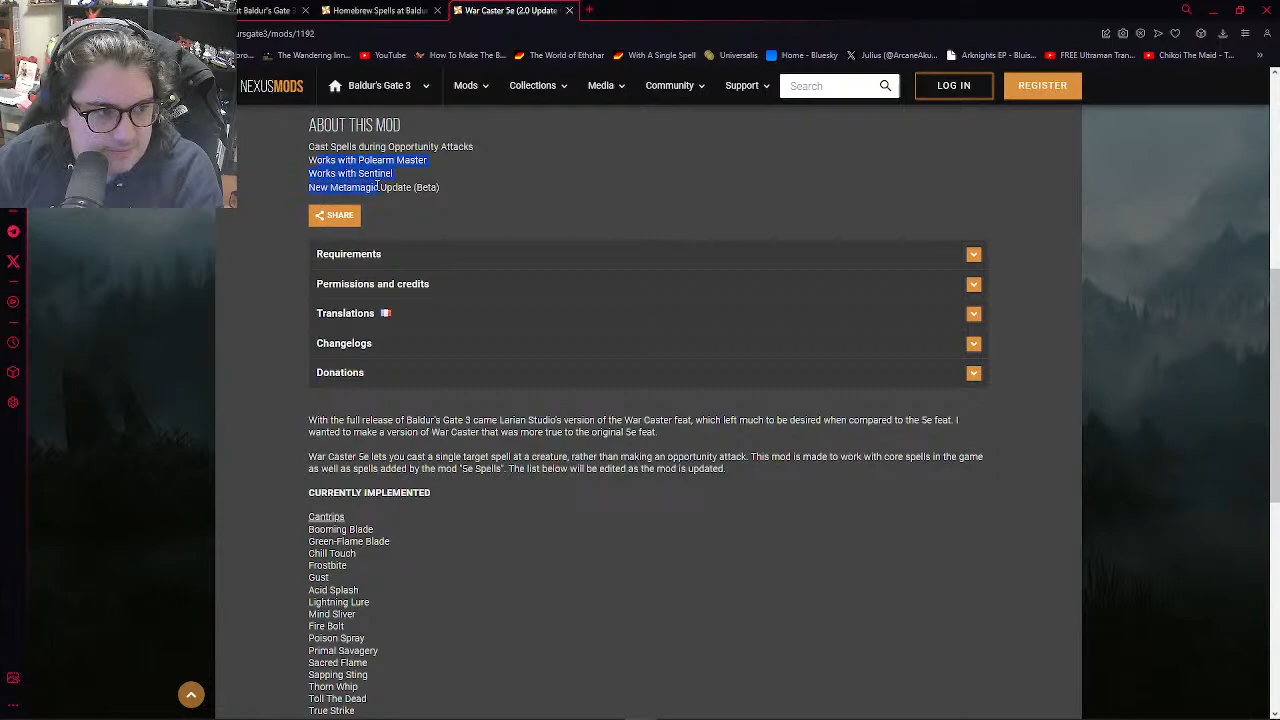 at Baldur's Gate 3
Homebrew Spells at Baldu
War Caster 5e (2.0 Update
ursgate3/mods/1192
The Wandering Inn...
YouTube
How To Make The B...
The World of Ethshar
With A Single Spell
Universalis
Home - Bluesky
Julius (@ArcaneAku...
Arknights EP - Bluis...
FREE Ultraman Tran...
Chikoi The Maid - T...
NEXUSMODS
Baldur's Gate 3
Mods
Collections
Media
Community
Support
Search
LOG IN
REGISTER
ABOUT THIS MOD
Cast Spells during Opportunity Attacks
Works with Polearm Master
Works with Sentinel
New Metamagic Update (Beta)
SHARE
Requirements
Permissions and credits
Translations
Changelogs
Donations
With the full release of Baldur's Gate 3 came Larian Studio's version of the War Caster feat, which left much to be desired when compared to the 5e feat. I
wanted to make a version of War Caster that was more true to the original 5e feat.
War Caster 5e lets you cast a single target spell at a creature, rather than making an opportunity attack. This mod is made to work with core spells in the game
as well as spells added by the mod "5e Spells". The list below will be edited as the mod is updated.
CURRENTLY IMPLEMENTED
Cantrips
Booming Blade
Green-Flame Blade
Chill Touch
Frostbite
Gust
Acid Splash
Lightning Lure
Mind Sliver
Fire Bolt
Poison Spray
Primal Savagery
Sacred Flame
Sapping Sting
Thorn Whip
Toll The Dead
True Strike